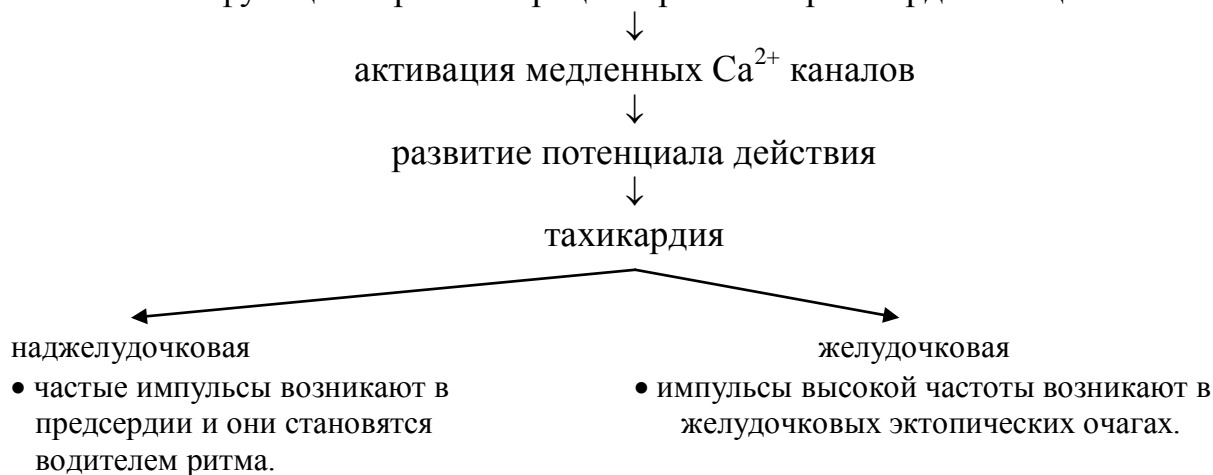 ↓
активация медленных Ca²⁺ каналов
↓
развитие потенциала действия
↓
тахикардия
наджелудочковая
• частые импульсы возникают в
предсердии и они становятся
водителем ритма.
желудочковая
• импульсы высокой частоты возникают в
желудочковых эктопических очагах.